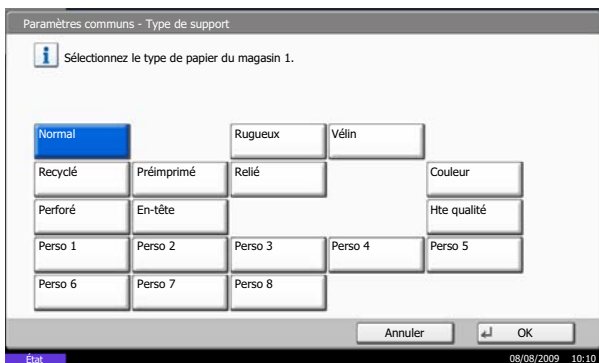 Paramètres communs - Type de support
Sélectionnez le type de papier du magasin 1.
Normal Rugueux Vélin
Recyclé Préimprimé Relié Couleur
Perforé En-tête Hte qualité
Perso 1 Perso 2 Perso 3 Perso 4 Perso 5
Perso 6 Perso 7 Perso 8
Annuler OK
État 08/08/2009 10:10